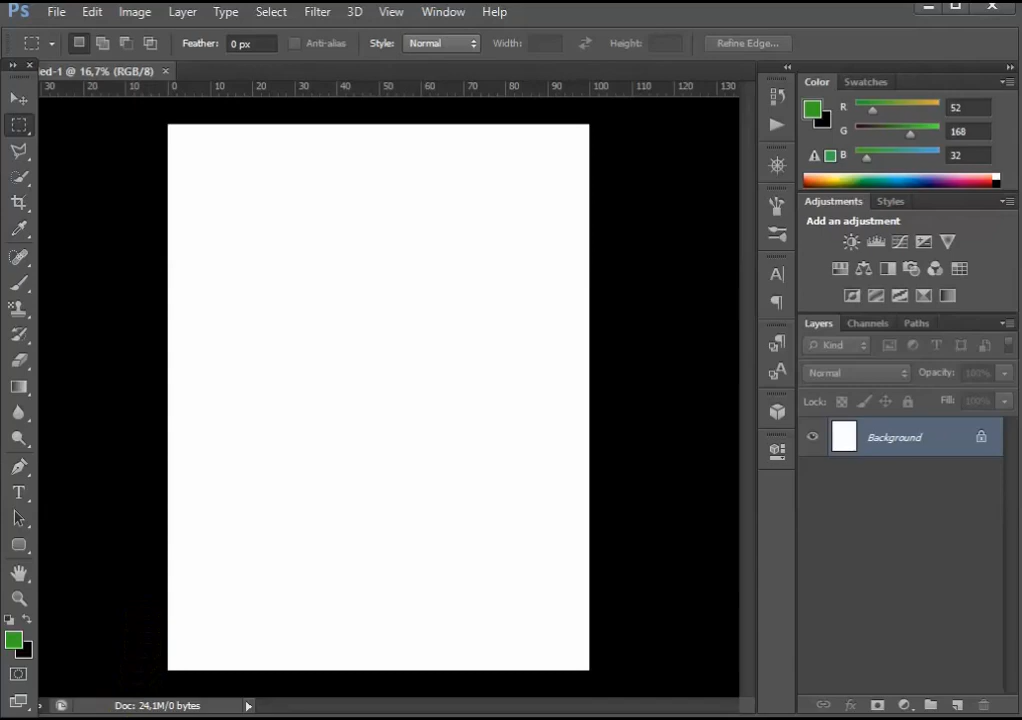 Ps File Edit Image Layer Type Select Filter 3D View Window Help
Feather: 0 px Anti-alias Style: Normal Width: Height: Refine Edge...
ed-1 @ 16,7% (RGB/8) ×
30 20 10 0 10 20 30 40 50 60 70 80 90 100 110 120 130
Color Swatches
R 52
G 168
B 32
Adjustments Styles
Add an adjustment
Layers Channels Paths
Kind
Normal Opacity: 100%
Lock: Fill: 100%
Background
Doc: 24,1M/0 bytes